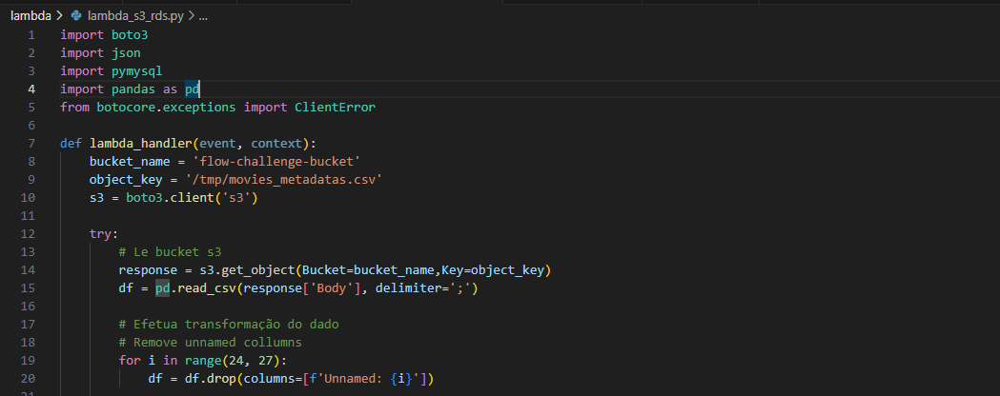 lambda > lambda_s3_rds.py > ...
1 import boto3
2 import json
3 import pymysql
4 import pandas as pd
5 from botocore.exceptions import ClientError
6
7 def lambda_handler(event, context):
8     bucket_name = 'flow-challenge-bucket'
9     object_key = '/tmp/movies_metadatas.csv'
10     s3 = boto3.client('s3')
11
12     try:
13         # Le bucket s3
14         response = s3.get_object(Bucket=bucket_name,Key=object_key)
15         df = pd.read_csv(response['Body'], delimiter=';')
16
17         # Efetua transformação do dado
18         # Remove unnamed collumns
19         for i in range(24, 27):
20             df = df.drop(columns=[f'Unnamed: {i}'])